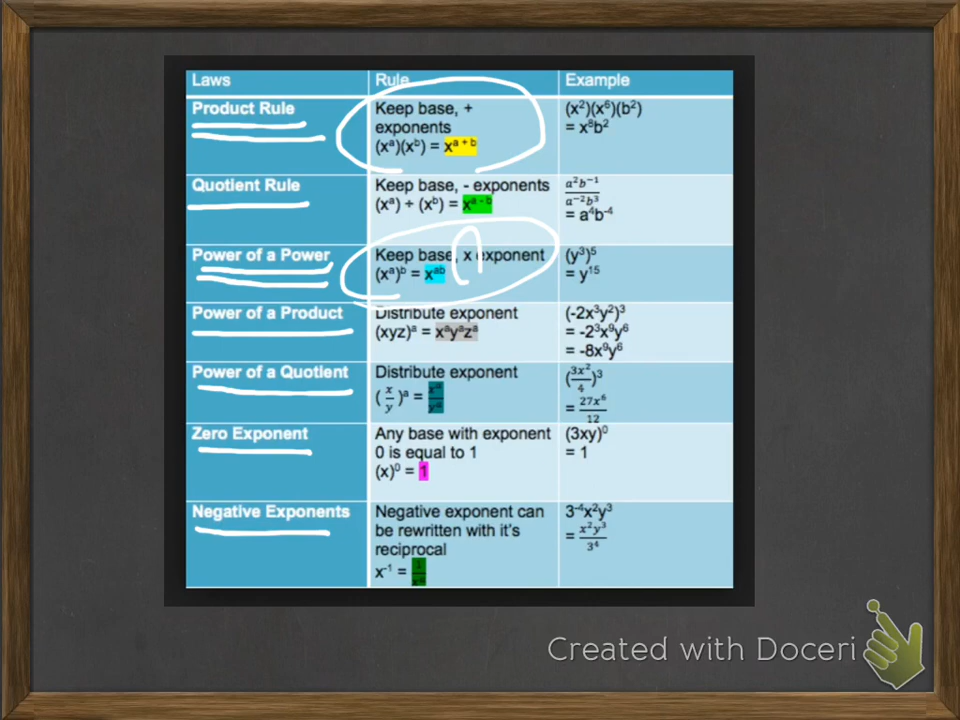 Laws Rule Example
Product Rule
Keep base, +
exponents
(xᵃ)(xᵇ) = xᵃ ⁺ ᵇ
(x²)(x⁶)(b²)
= x⁸b²
Quotient Rule
Keep base, - exponents
(xᵃ) ÷ (xᵇ) = xᵃ ⁻ ᵇ
a²b⁻¹
a⁻²b³
= a⁴b⁻⁴
Power of a Power
Keep base, x exponent
(xᵃ)ᵇ = xᵃᵇ
(y³)⁵
= y¹⁵
Power of a Product
Distribute exponent
(xyz)ᵃ = xᵃyᵃzᵃ
(-2x³y²)³
= -2³x⁹y⁶
= -8x⁹y⁶
Power of a Quotient
Distribute exponent
(x/y)ᵃ = xᵃ/yᵃ
(3x²/4)³
= 27x⁶/12
Zero Exponent
Any base with exponent
0 is equal to 1
(x)⁰ = 1
(3xy)⁰
= 1
Negative Exponents
Negative exponent can
be rewritten with it's
reciprocal
x⁻¹ =
3⁻⁴x²y³
= x²y³/3⁴
Created with Doceri